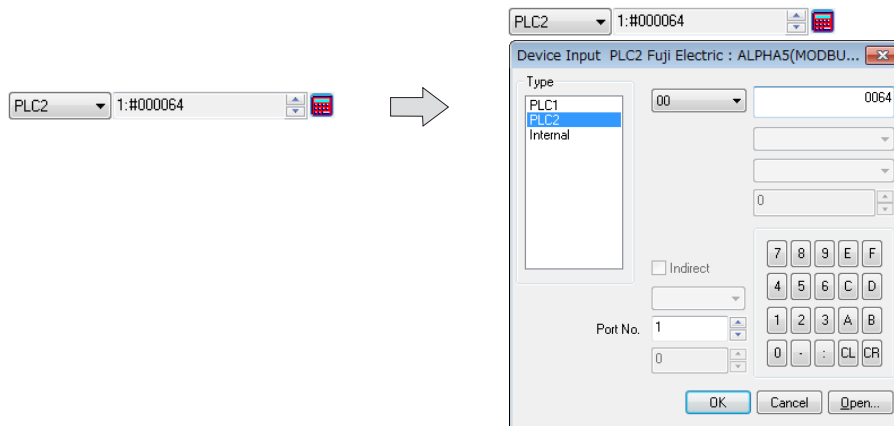 PLC2 1:#000064
PLC2 1:#000064
Device Input PLC2 Fuji Electric : ALPHA5(MODBU...
Type
PLC1
PLC2
Internal
00
0064
0
Indirect
Port No. 1
0
7 8 9 E F
4 5 6 C D
1 2 3 A B
0 - : CL CR
OK Cancel Open...